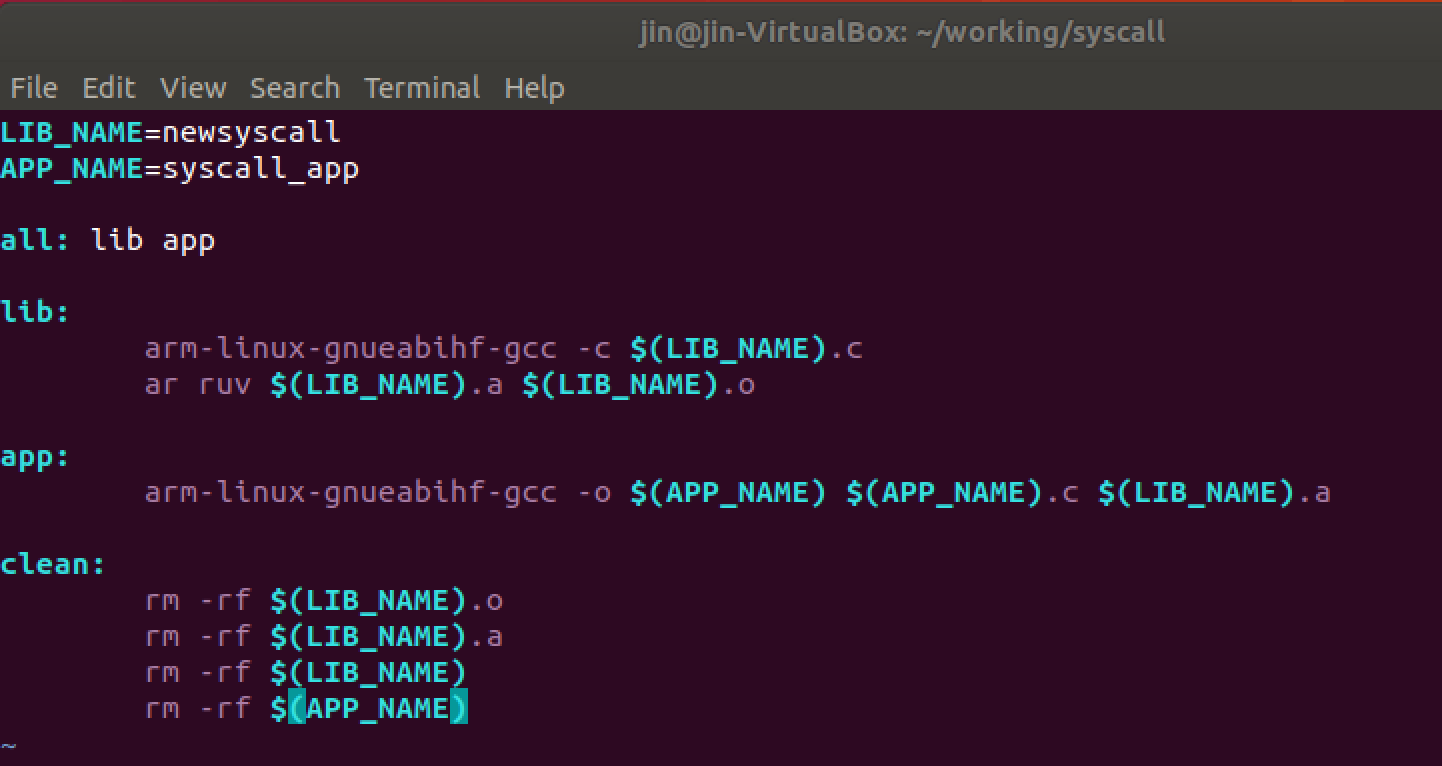 jin@jin-VirtualBox: ~/working/syscall
File Edit View Search Terminal Help
LIB_NAME=newsyscall
APP_NAME=syscall_app
all: lib app
lib:
arm-linux-gnueabihf-gcc -c $(LIB_NAME).c
ar ruv $(LIB_NAME).a $(LIB_NAME).o
app:
arm-linux-gnueabihf-gcc -o $(APP_NAME) $(APP_NAME).c $(LIB_NAME).a
clean:
rm -rf $(LIB_NAME).o
rm -rf $(LIB_NAME).a
rm -rf $(LIB_NAME)
rm -rf $(APP_NAME)
~